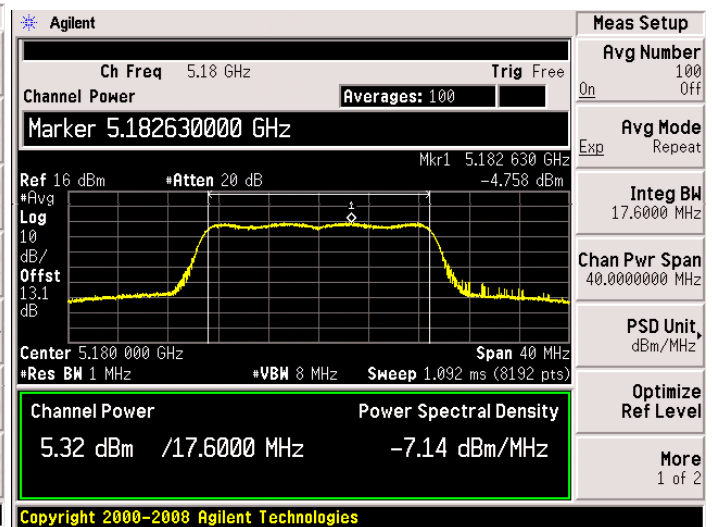 Agilent
Ch Freq 5.18 GHz Trig Free
Channel Power Averages: 100
Marker 5.182630000 GHz
Mkr1 5.182 630 GHz
Ref 16 dBm #Atten 20 dB -4.758 dBm
#Avg
Log
10
dB/
Offst
13.1
dB
1
Center 5.180 000 GHz Span 40 MHz
#Res BW 1 MHz #VBW 8 MHz Sweep 1.092 ms (8192 pts)
Channel Power Power Spectral Density
5.32 dBm /17.6000 MHz -7.14 dBm/MHz
Copyright 2000-2008 Agilent Technologies
Meas Setup
Avg Number
100
On Off
Avg Mode
Exp Repeat
Integ BW
17.6000 MHz
Chan Pwr Span
40.0000000 MHz
PSD Unit
dBm/MHz
Optimize
Ref Level
More
1 of 2